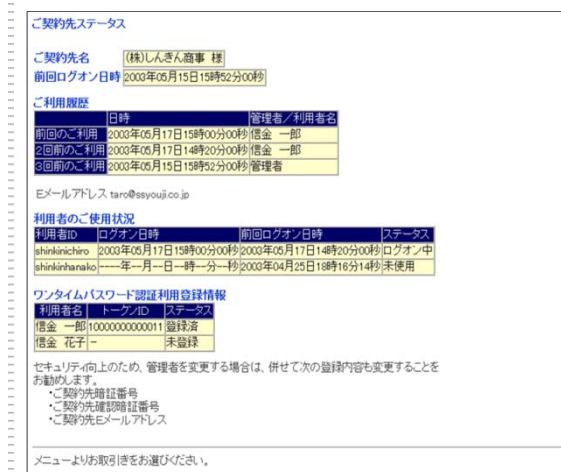 ご契約先ステータス
ご契約先名 (株)しんきん商事 様
前回ログオン日時 2003年05月15日15時52分00秒
ご利用履歴
日時 管理者／利用者名
前回のご利用 2003年05月17日15時00分00秒 信金 一郎
2回前のご利用 2003年05月17日14時20分00秒 信金 一郎
3回前のご利用 2003年05月15日15時52分00秒 管理者
Eメールアドレス taro@ssyouji.co.jp
利用者のご使用状況
利用者ID ログオン日時 前回ログオン日時 ステータス
shinkinichiro 2003年05月17日15時00分00秒 2003年05月17日14時20分00秒 ログオン中
shinkinhanako ----年--月--日--時--分--秒 2003年04月25日18時16分14秒 未使用
ワンタイムパスワード認証利用登録情報
利用者名 トークンID ステータス
信金 一郎 10000000000011 登録済
信金 花子 - 未登録
セキュリティ向上のため、管理者を変更する場合は、併せて次の登録内容も変更することを
お勧めします。
・ご契約先暗証番号
・ご契約先確認暗証番号
・ご契約先Eメールアドレス
メニューよりお取引きをお選びください。